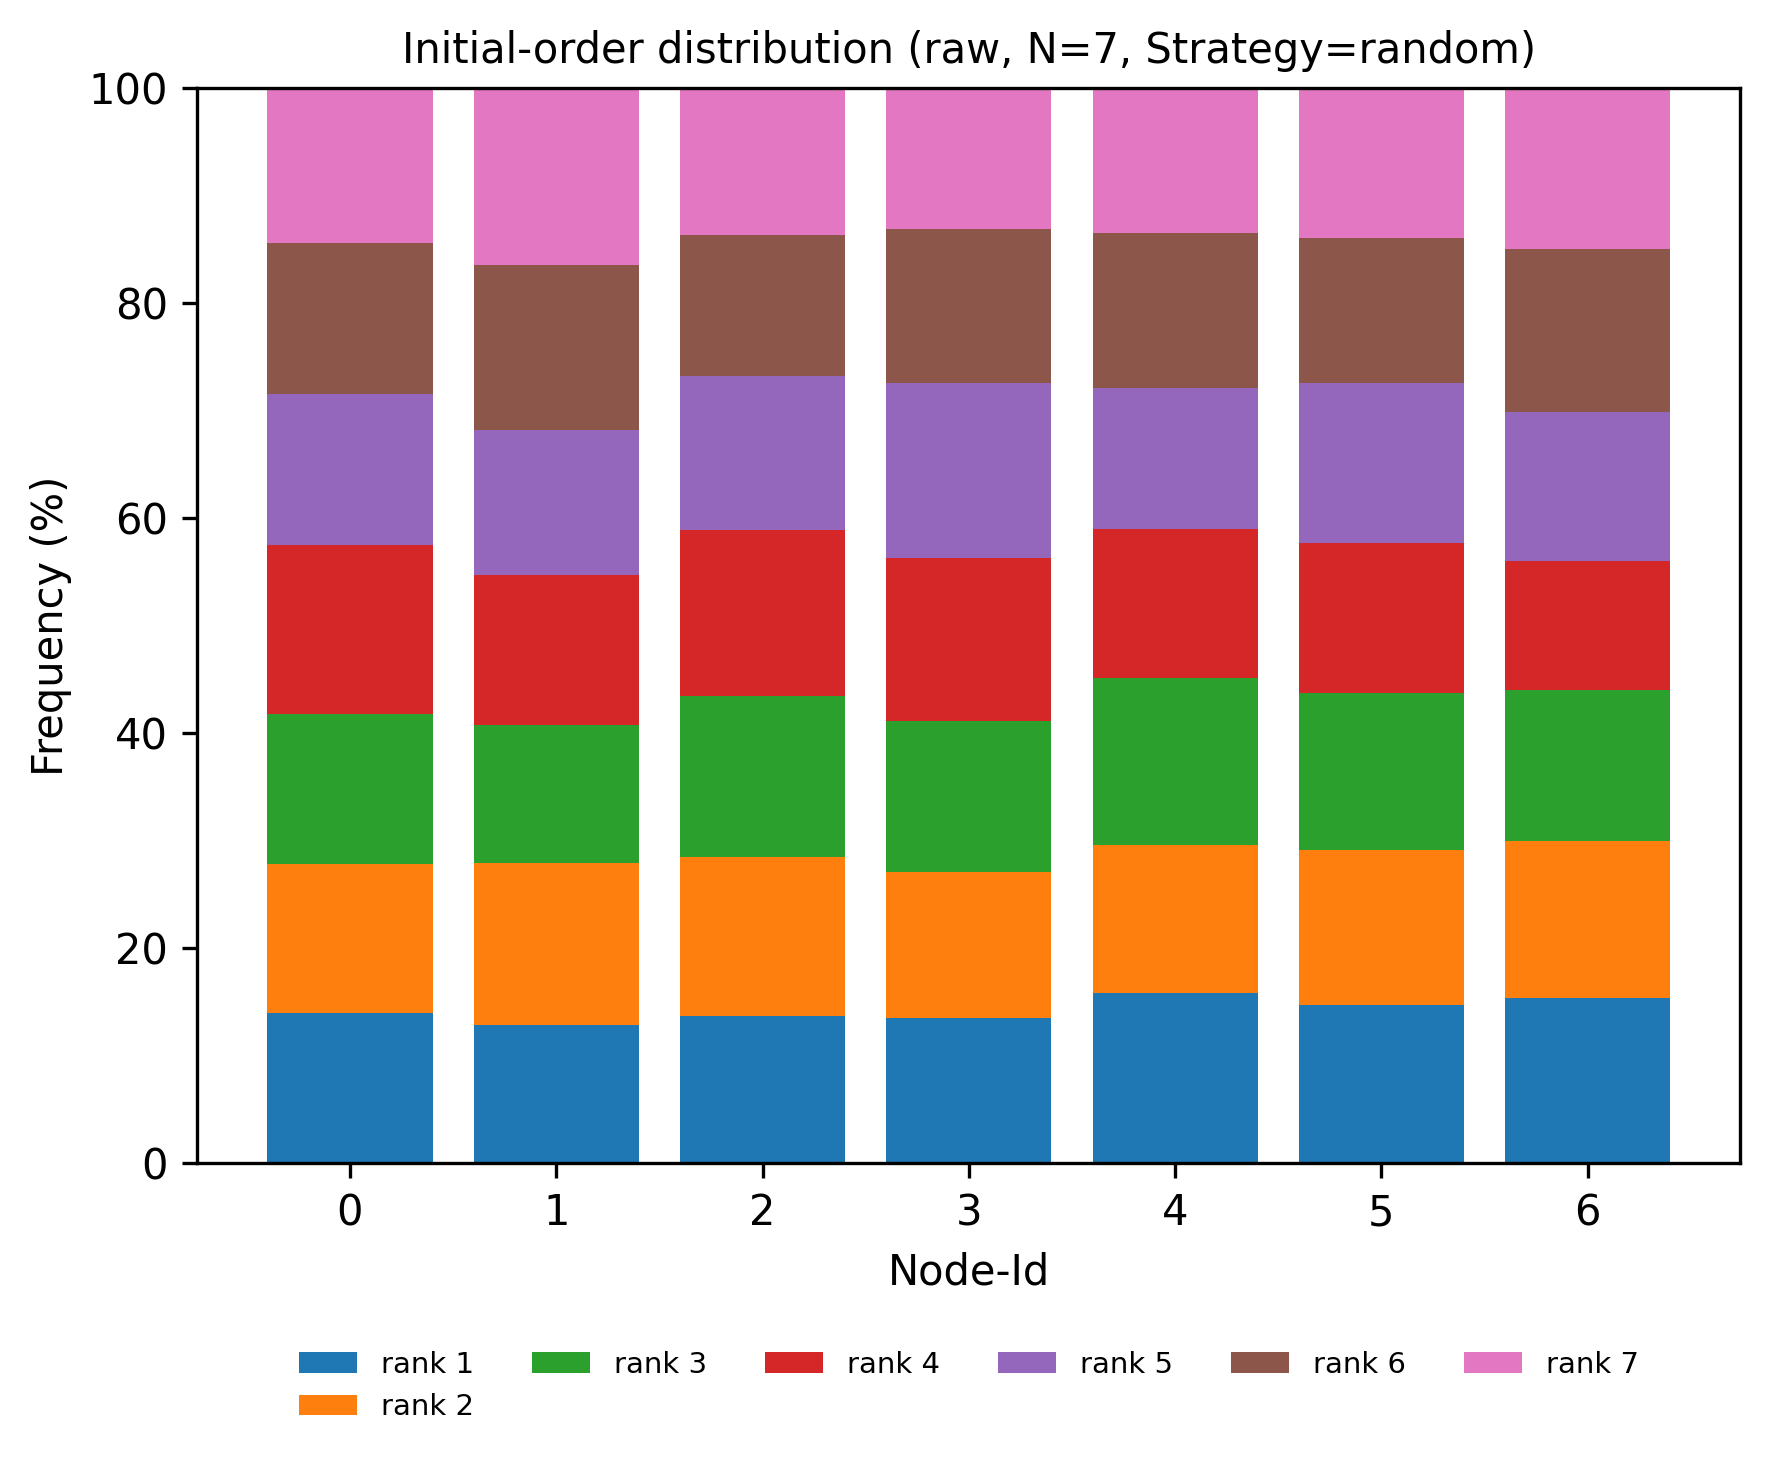 Initial-order distribution (raw, N=7, Strategy=random)
100
80
60
40
20
0
Frequency (%)
0 1 2 3 4 5 6
Node-Id
rank 1 rank 3 rank 4 rank 5 rank 6 rank 7
rank 2